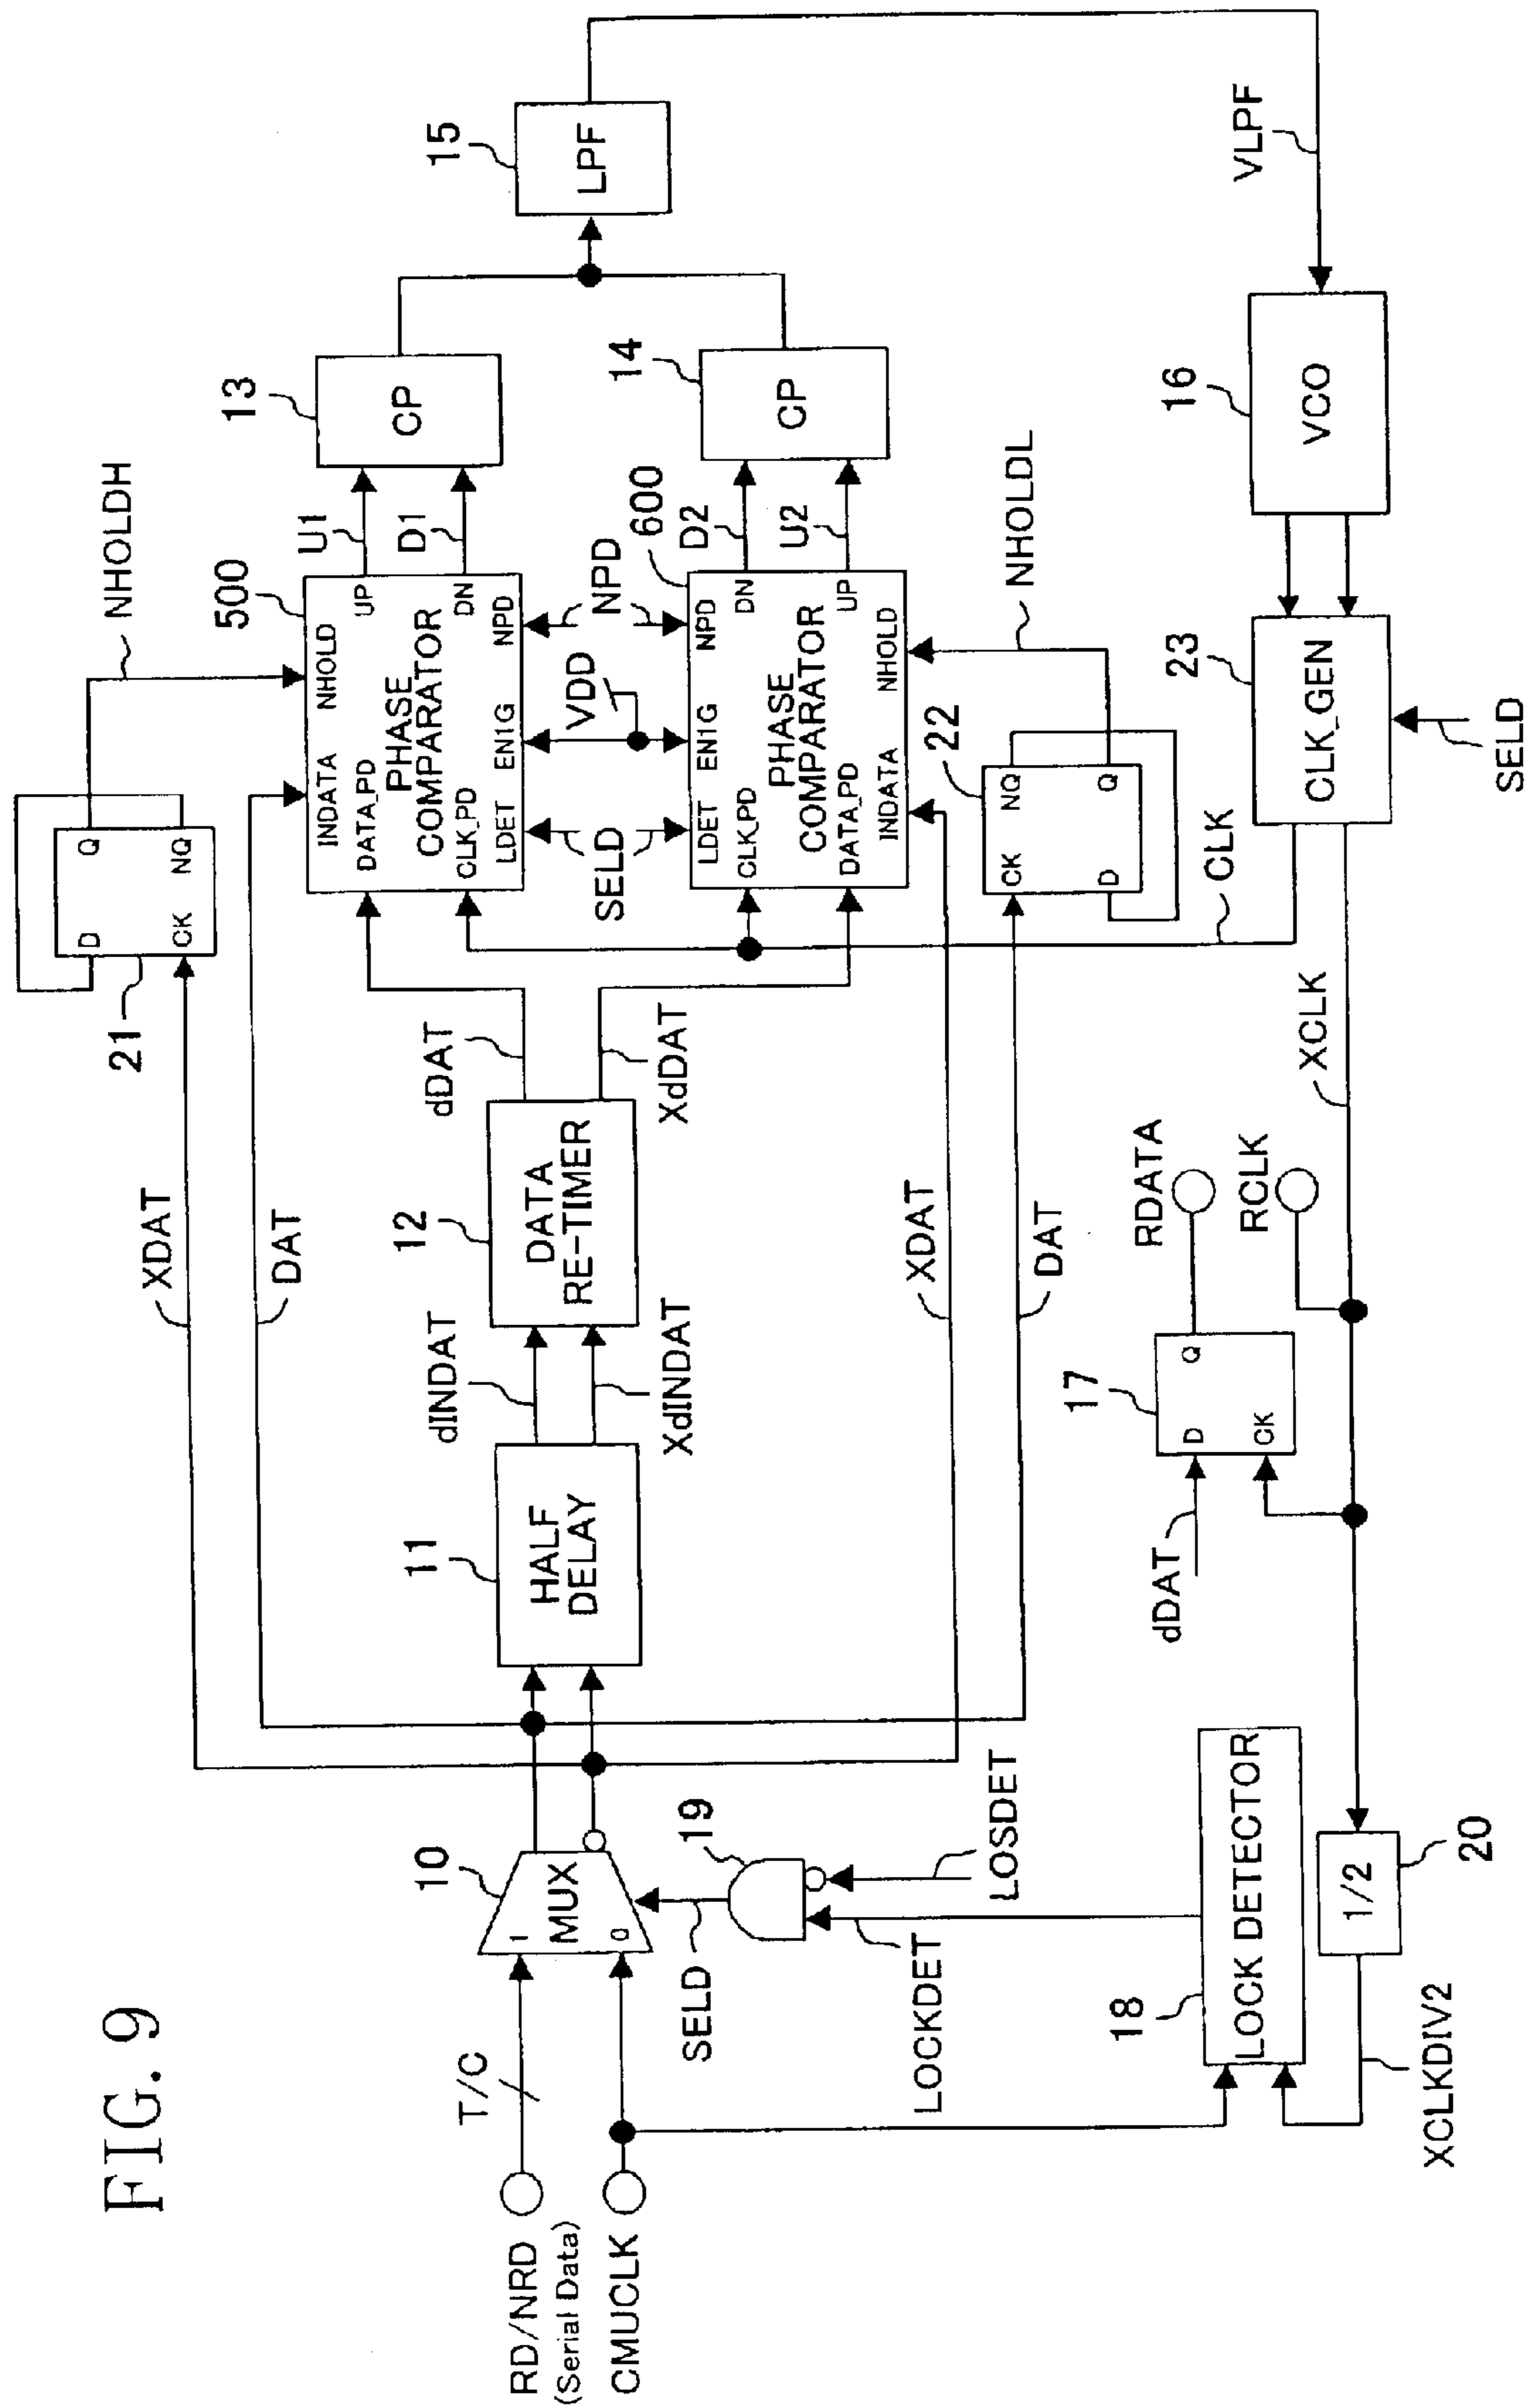 FIG. 9
RD/NRD
(Serial Data)
CMUCLK
T/C
10
MUX
1
0
SELD
19
LOSDET
LOCKDET
18
LOCK DETECTOR
XCLKDIV2
1/2
20
11
HALF
DELAY
dINDAT
XdINDAT
12
DATA
RE-TIMER
dDAT
XdDAT
XDAT
DAT
XDAT
DAT
21
D
Q
CK
NQ
NHOLDH
500
INDATA
NHOLD
DATA_PD
UP
PHASE
COMPARATOR
CLK_PD
DN
LDET
EN1G
NPD
SELD
VDD
NPD
600
LDET
EN1G
NPD
CLK_PD
DN
PHASE
COMPARATOR
DATA_PD
UP
INDATA
NHOLD
U1
D1
D2
U2
13
CP
14
CP
15
LPF
VLPF
22
CK
NQ
D
Q
NHOLDL
16
VCO
23
CLK_GEN
SELD
CLK
XCLK
RDATA
RCLK
17
D
Q
CK
dDAT